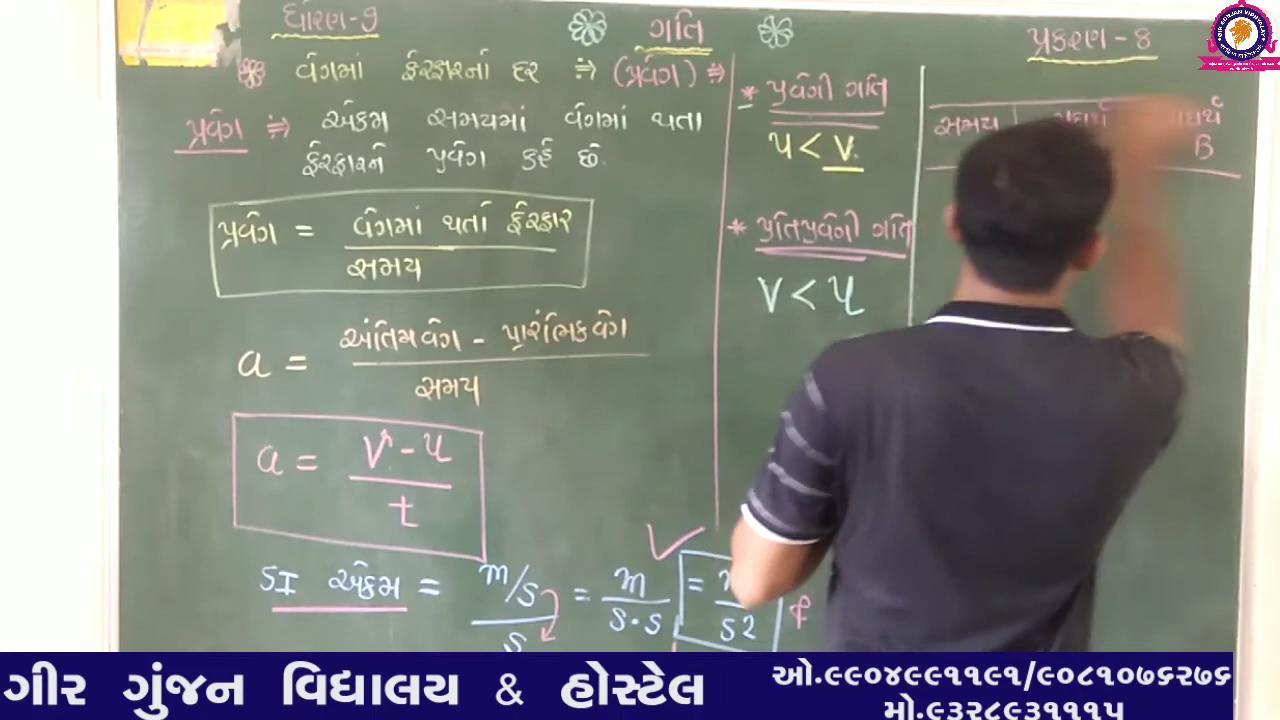 ધોરણ-9
ગતિ
પ્રકરણ - 8
વેગમાં ફેરફારનો દર ⇒ (પ્રવેગ) ⇒
પ્રવેગ ⇒ એકમ સમયમાં વેગમાં થતા
ફેરફારને પ્રવેગ કહે છે.
પ્રવેગ = વેગમાં થતો ફેરફાર
સમય
a = અંતિમવેગ - પ્રારંભિકવેગ
સમય
a = v - u
t
SI એકમ = m/s = m =
s s·s s2
* પ્રવેગી ગતિ
u < v.
* પ્રતિપ્રવેગી ગતિ
v < u
સમય
B
ગીર ગુંજન વિદ્યાલય & હોસ્ટેલ
ઓ.૯૯૦૪૯૯૧૧૯૧/૯૦૮૧૦૭૬૨૭૬
મો.૯૩૨૮૯૩૧૧૧૫